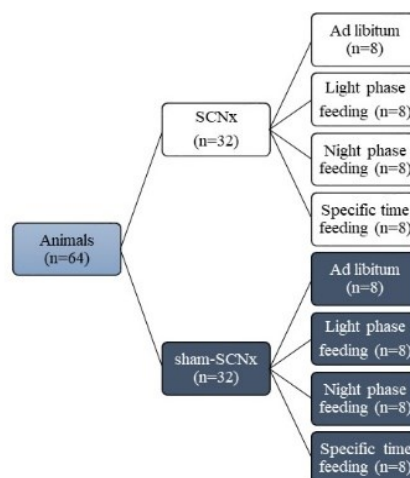 Animals
(n=64)
SCNx
(n=32)
Ad libitum
(n=8)
Light phase
feeding (n=8)
Night phase
feeding (n=8)
Specific time
feeding (n=8)
sham-SCNx
(n=32)
Ad libitum
(n=8)
Light phase
feeding (n=8)
Night phase
feeding (n=8)
Specific time
feeding (n=8)